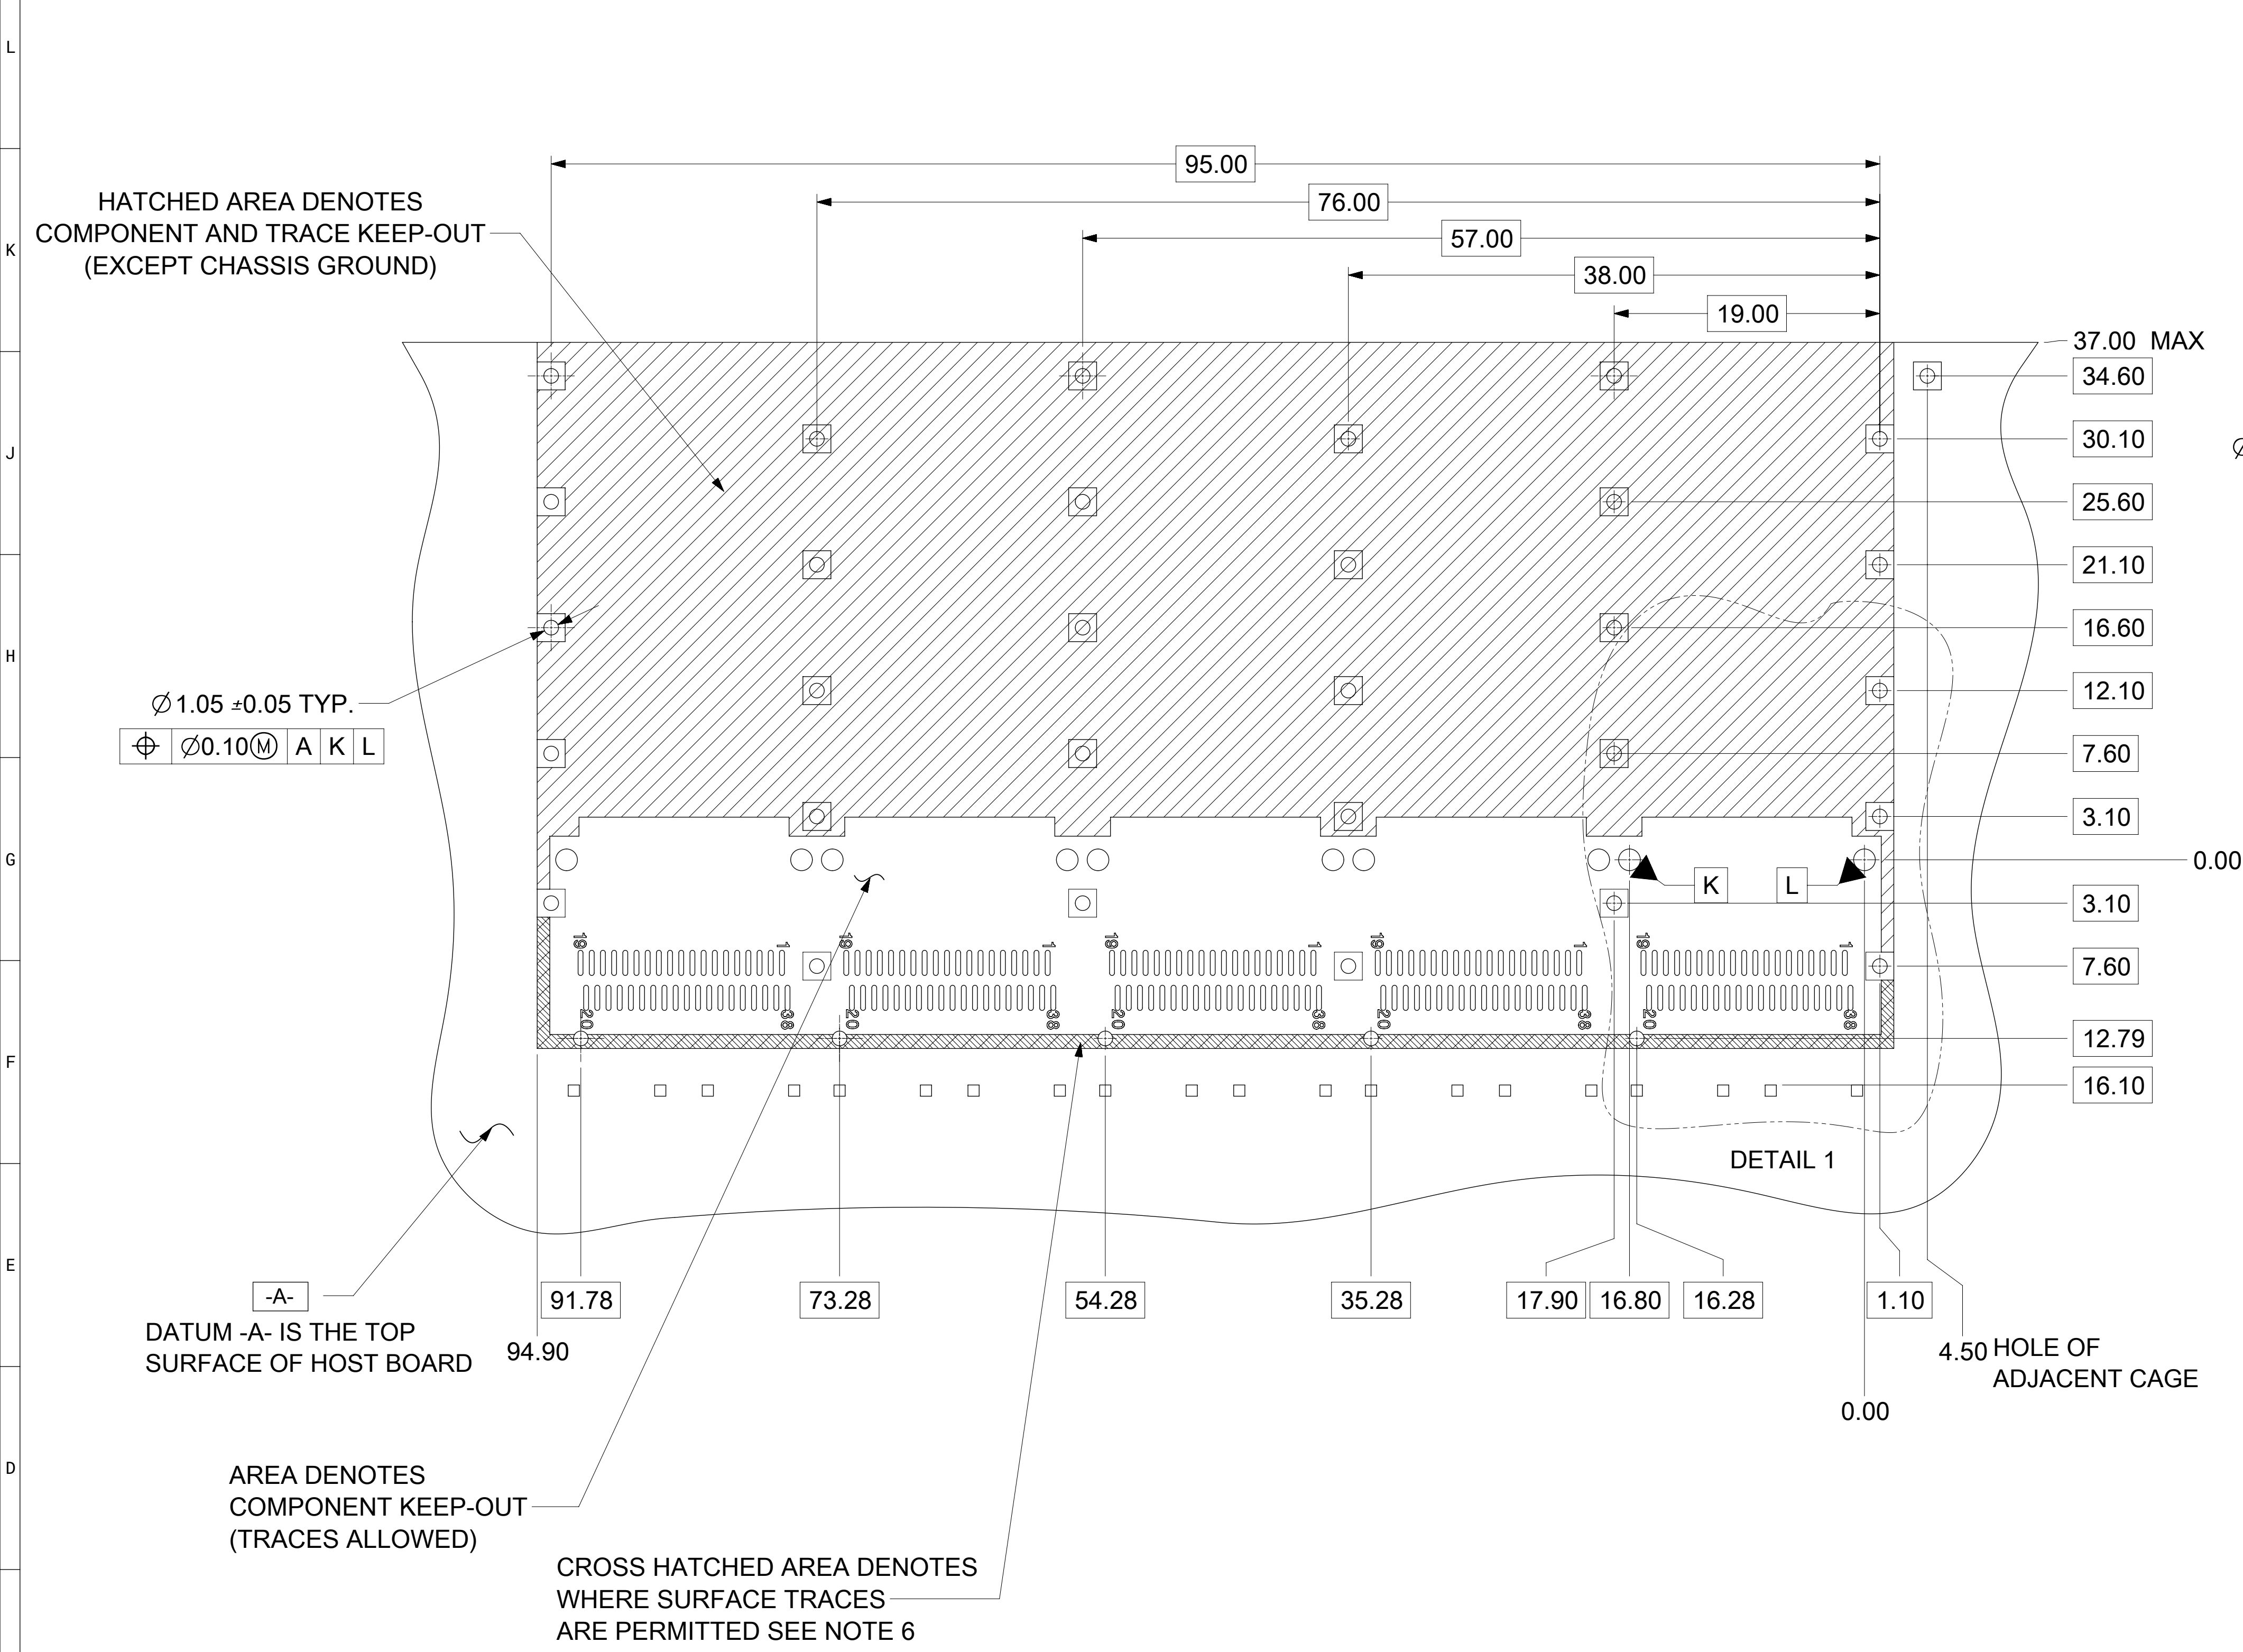 L
K
J
H
G
F
E
D
95.00
76.00
57.00
38.00
19.00
HATCHED AREA DENOTES
COMPONENT AND TRACE KEEP-OUT
(EXCEPT CHASSIS GROUND)
37.00 MAX
34.60
30.10
25.60
21.10
16.60
12.10
7.60
3.10
0.00
3.10
7.60
12.79
16.10
∅
∅1.05 ±0.05 TYP.
⌖ ∅0.10Ⓜ A K L
K
L
19 1 19 1 19 1 19 1 19 1
20 38 20 38 20 38 20 38 20 38
DETAIL 1
-A-
DATUM -A- IS THE TOP
SURFACE OF HOST BOARD
91.78
73.28
54.28
35.28
17.90
16.80
16.28
1.10
94.90
4.50 HOLE OF
ADJACENT CAGE
0.00
AREA DENOTES
COMPONENT KEEP-OUT
(TRACES ALLOWED)
CROSS HATCHED AREA DENOTES
WHERE SURFACE TRACES
ARE PERMITTED SEE NOTE 6